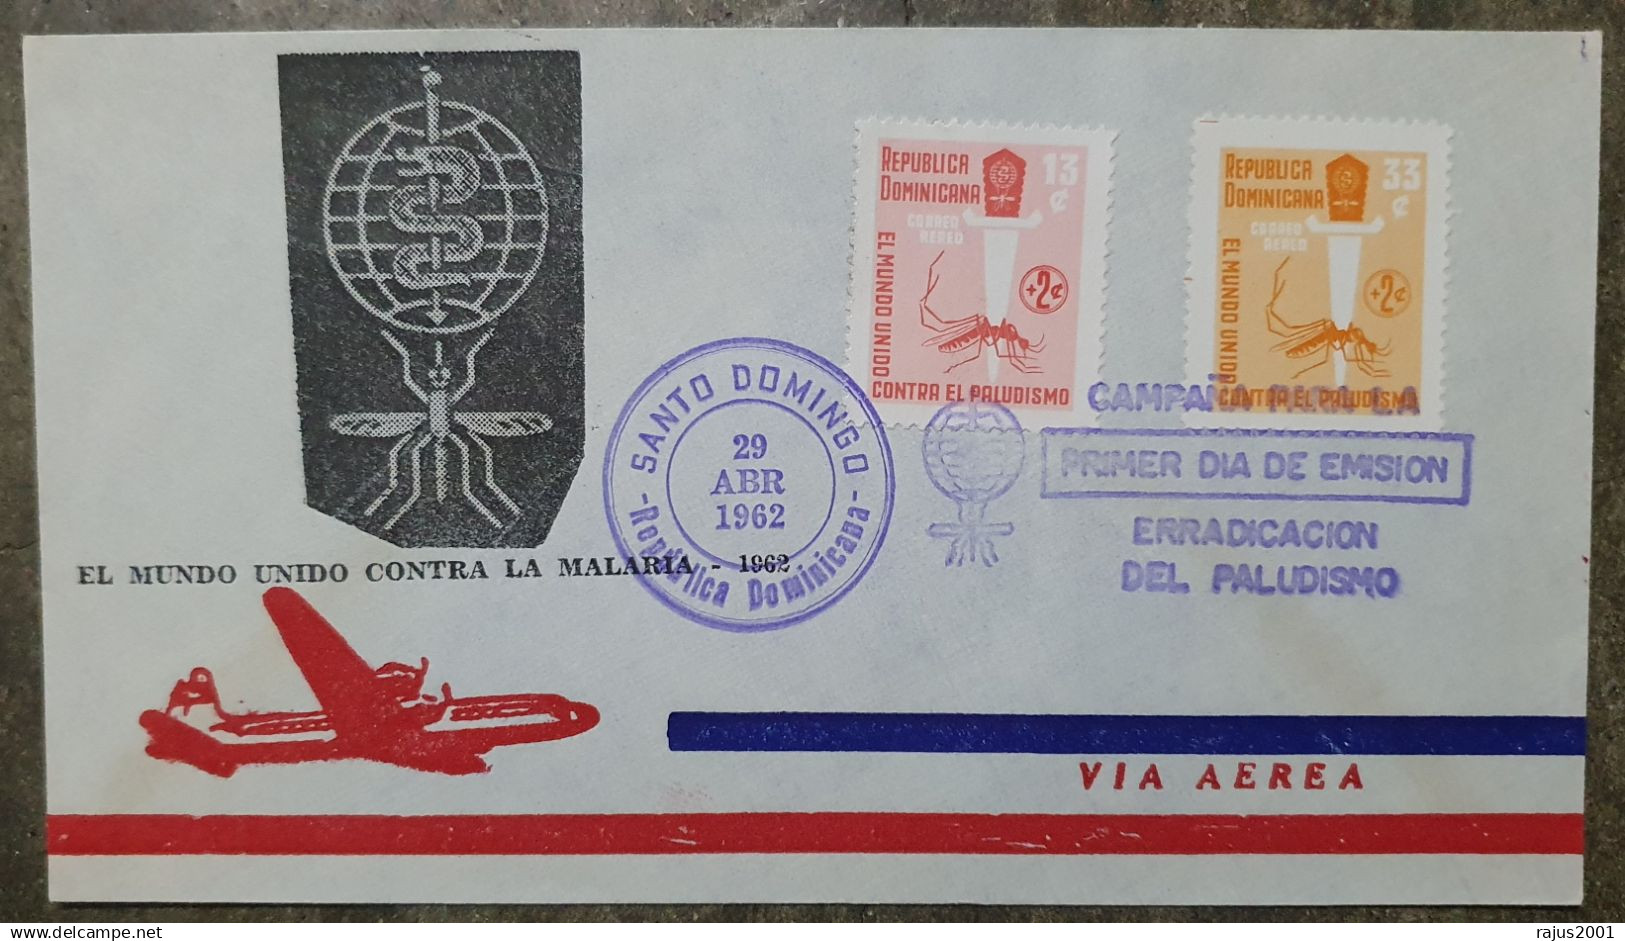 REPUBLICA
DOMINICANA
13
¢
CORREO
AEREO
EL MUNDO UNIDO
+2¢
CONTRA EL PALUDISMO
REPUBLICA
DOMINICANA
33
¢
CORREO
AEREO
EL MUNDO UNIDO
+2¢
CONTRA EL PALUDISMO
SANTO DOMINGO
29
ABR
1962
- República Dominicana -
CAMPAÑA PARA LA
PRIMER DIA DE EMISION
ERRADICACION
DEL PALUDISMO
EL MUNDO UNIDO CONTRA LA MALARIA - 1962
VIA AEREA
delcampe.net
rajus2001